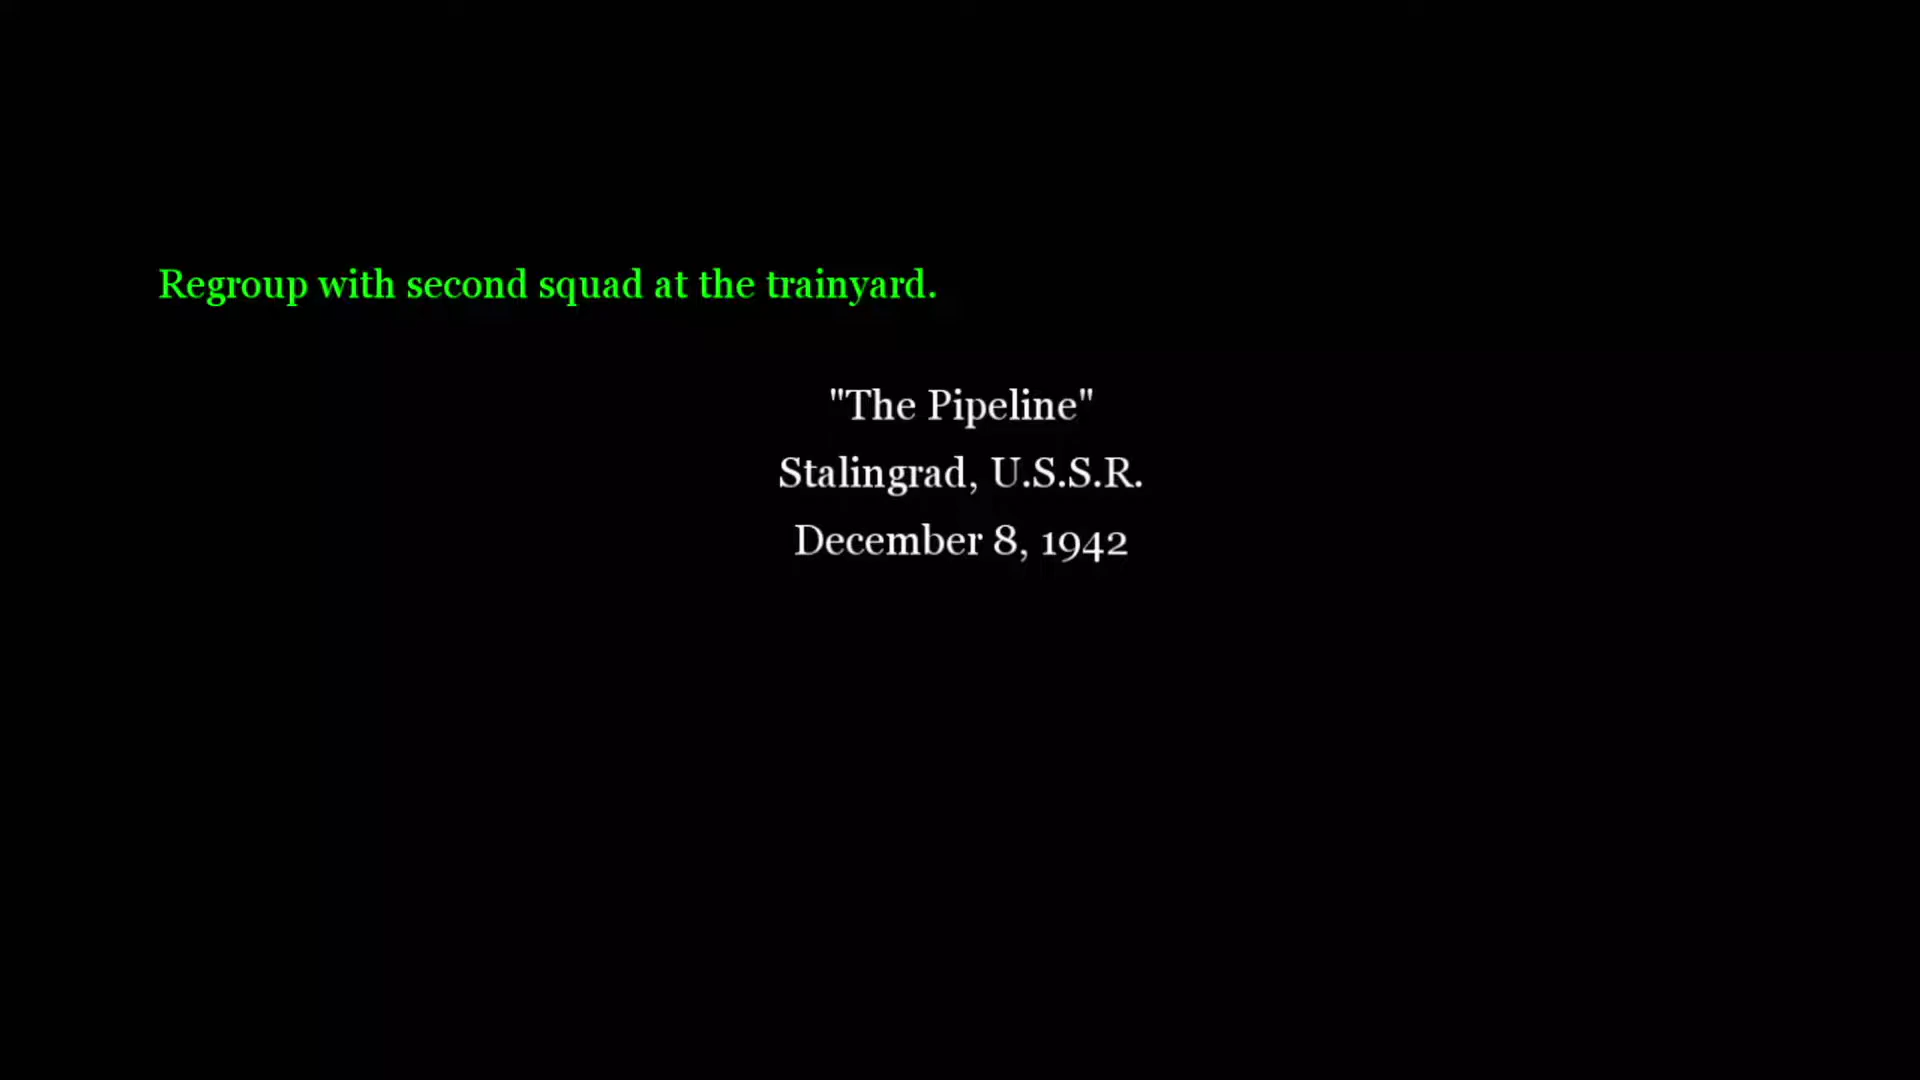 Regroup with second squad at the trainyard.
"The Pipeline"
Stalingrad, U.S.S.R.
December 8, 1942